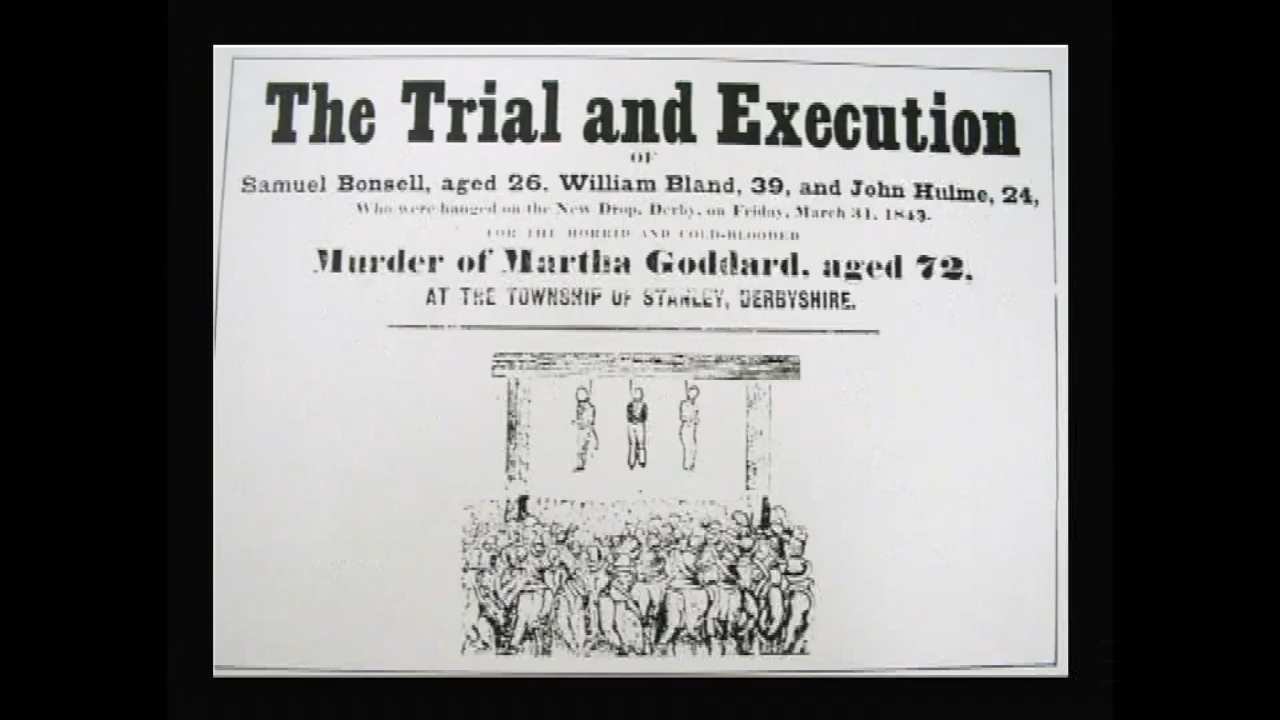 The Trial and Execution
OF
Samuel Bonsell, aged 26, William Bland, 39, and John Hulme, 24,
Who were hanged on the New Drop, Derby, on Friday, March 31, 1843.
FOR THE HORRID AND COLD-BLOODED
Murder of Martha Goddard, aged 72,
AT THE TOWNSHIP OF STANLEY, DERBYSHIRE.